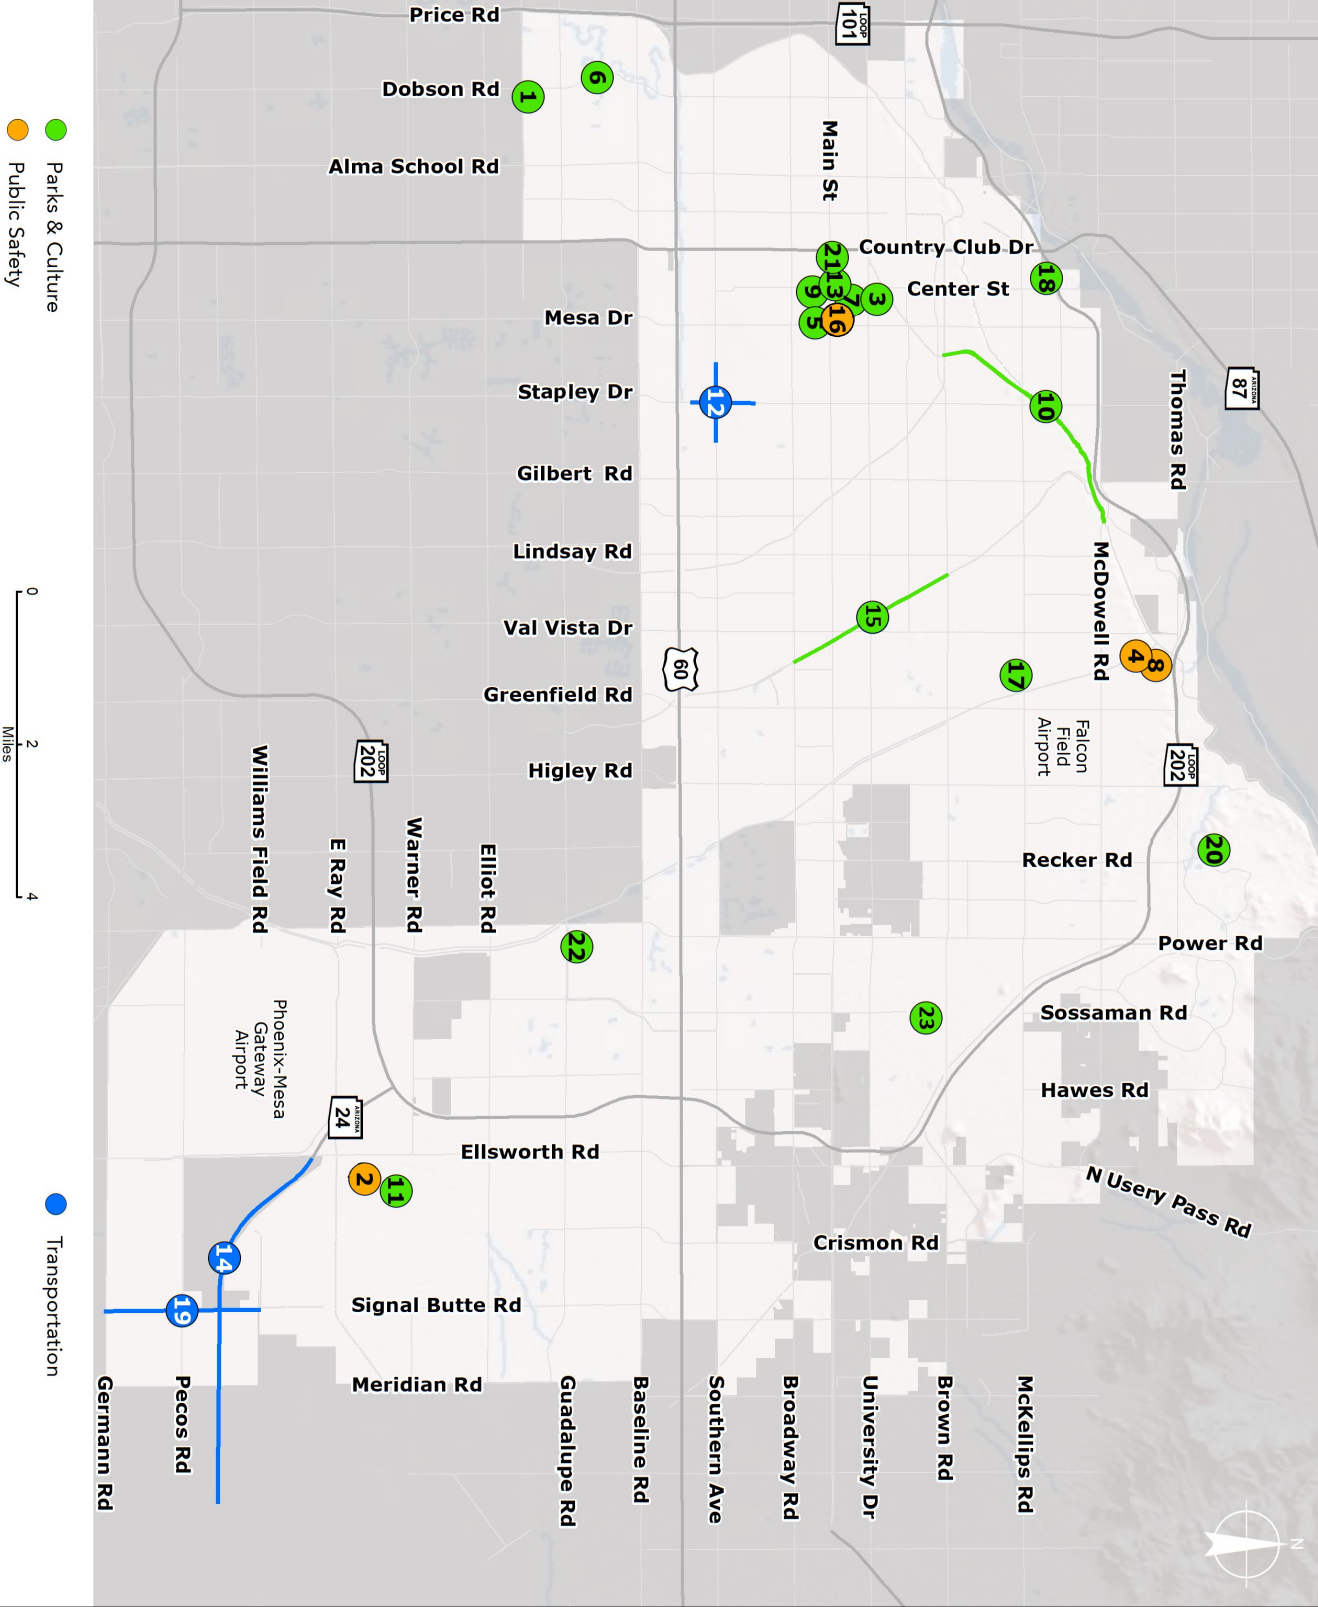 Price Rd
LOOP
101
Dobson Rd
6
1
Main St
Alma School Rd
Country Club Dr
21
18
13
9
7
3
Center St
5
16
Mesa Dr
Stapley Dr
12
10
Thomas Rd
ARIZONA
87
Gilbert Rd
Lindsay Rd
McDowell Rd
15
Val Vista Dr
4
8
60
17
Greenfield Rd
Falcon
Field
Airport
LOOP
202
Higley Rd
LOOP
202
Williams Field Rd
E Ray Rd
Warner Rd
Elliot Rd
Recker Rd
20
22
Power Rd
23
Sossaman Rd
Phoenix-Mesa
Gateway
Airport
Hawes Rd
ARIZONA
24
Ellsworth Rd
2
11
N Usery Pass Rd
Crismon Rd
14
19
Signal Butte Rd
Meridian Rd
Germann Rd
Pecos Rd
Guadalupe Rd
Baseline Rd
Southern Ave
Broadway Rd
University Dr
Brown Rd
McKellips Rd
N
Parks & Culture
Public Safety
Transportation
0
2
4
Miles